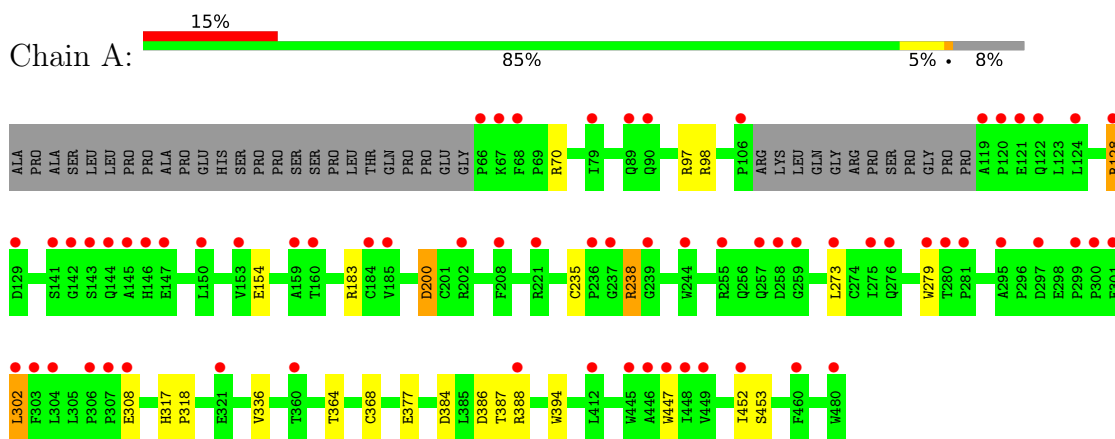 Chain A:
15%
85%
5%
•
8%
ALA PRO ALA SER LEU LEU PRO PRO ALA PRO GLU HIS SER PRO PRO SER SER PRO LEU THR GLN PRO PRO GLU GLY P66 K67 F68 P69 R70 I79 Q89 Q90 R97 R98 P106 ARG LYS LEU GLN GLY ARG PRO SER PRO GLY PRO PRO A119 P120 E121 Q122 L123 L124 R128
D129 S141 G142 S143 Q144 A145 H146 E147 L150 V153 E154 A159 T160 R183 C184 V185 D200 C201 R202 F208 R221 C235 P236 G237 R238 G239 W244 R255 Q256 Q257 D258 G259 L273 C274 I275 Q276 W279 T280 P281 A295 P296 D297 E298 P299 P300 E301
L302 F303 L304 L305 P306 P307 E308 H317 P318 E321 V336 T360 T364 C368 E377 D384 L385 D386 T387 R388 W394 L412 W445 A446 W447 I448 V449 I452 S453 F460 W480